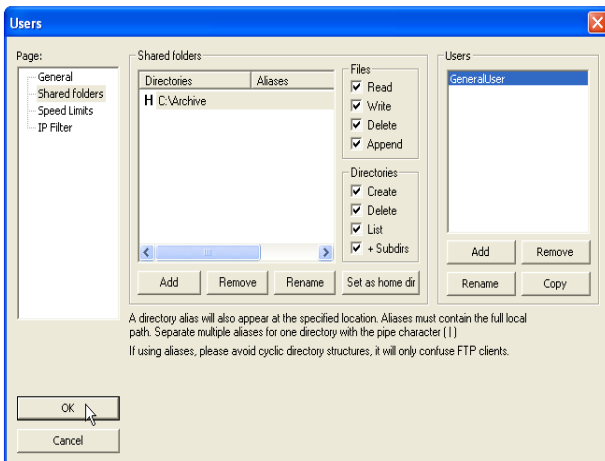 Users
Page:
General
Shared folders
Speed Limits
IP Filter
Shared folders
Directories Aliases
H C:\Archive
Files
Read
Write
Delete
Append
Directories
Create
Delete
List
+ Subdirs
Add Remove Rename Set as home dir
Users
GeneralUser
Add Remove
Rename Copy
A directory alias will also appear at the specified location. Aliases must contain the full local
path. Separate multiple aliases for one directory with the pipe character ( | )
If using aliases, please avoid cyclic directory structures, it will only confuse FTP clients.
OK
Cancel